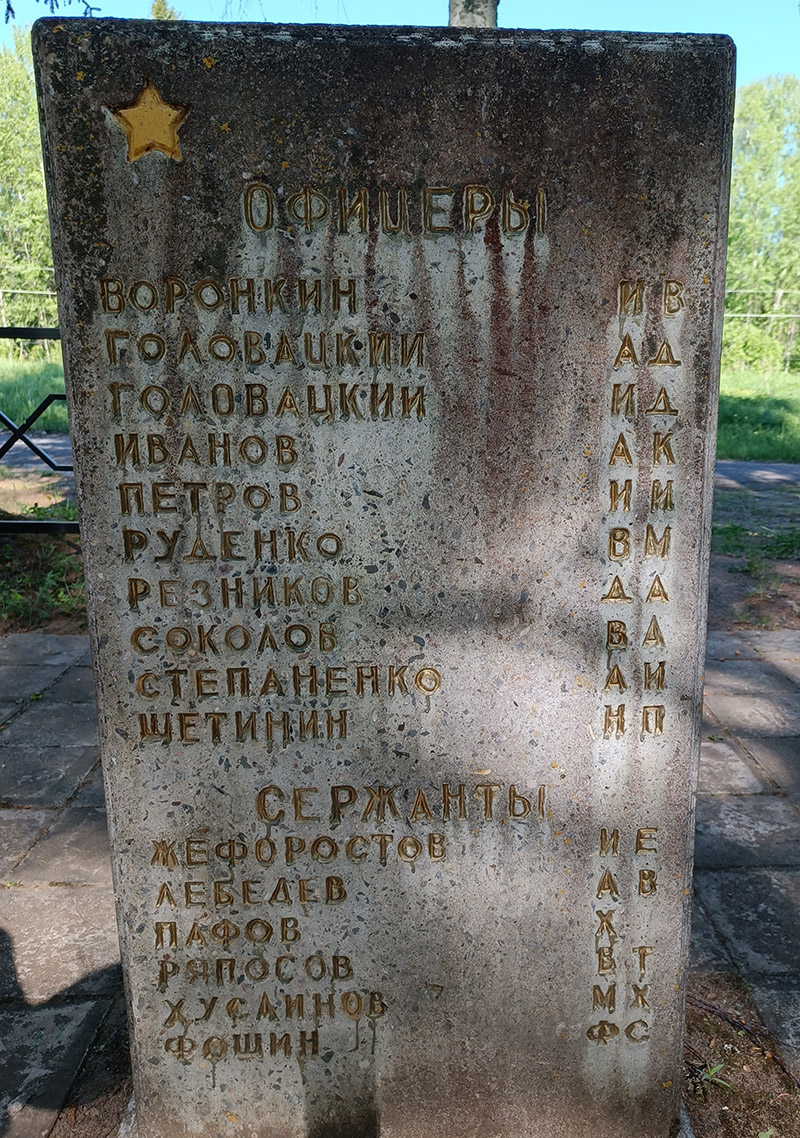 ОФИЦЕРЫ
ВОРОНКИН И В
ГОЛОВАЦКИИ А Д
ГОЛОВАЦКИИ И Д
ИВАНОВ А К
ПЕТРОВ И И
РУДЕНКО В М
РЕЗНИКОВ Д А
СОКОЛОВ В А
СТЕПАНЕНКО А И
ЩЕТИНИН Н П
СЕРЖАНТЫ
ЖЕФОРОСТОВ И Е
ЛЕБЕДЕВ А В
ПАФОВ Х
РЯПОСОВ В Т
ХУСАИНОВ М Х
ФОШИН Ф С